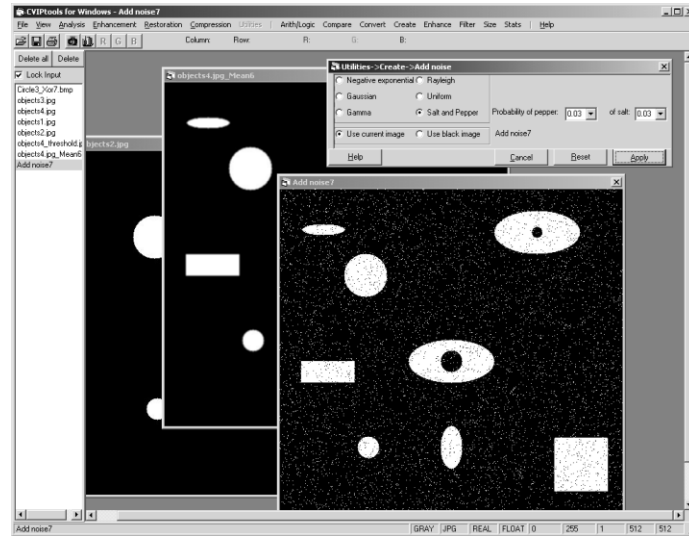 CVIPtools for Windows - Add noise7
File View Analysis Enhancement Restoration Compression Utilities Arith/Logic Compare Convert Create Enhance Filter Size Stats Help
R G B Column: Row: R: G: B:
Delete all Delete
Lock Input
Circle3_Xor7.bmp
objects3.jpg
objects4.jpg
objects1.jpg
objects2.jpg
objects4_threshold.j
objects4.jpg_Mean6
Add noise7
bjects2.jpg
objects4.jpg_Mean6
Utilities->Create->Add noise
Negative exponential Rayleigh
Gaussian Uniform
Gamma Salt and Pepper Probability of pepper: 0.03 of salt: 0.03
Use current image Use black image Add noise7
Help Cancel Reset Apply
Add noise7
Add noise7 GRAY JPG REAL FLOAT 0 255 1 512 512